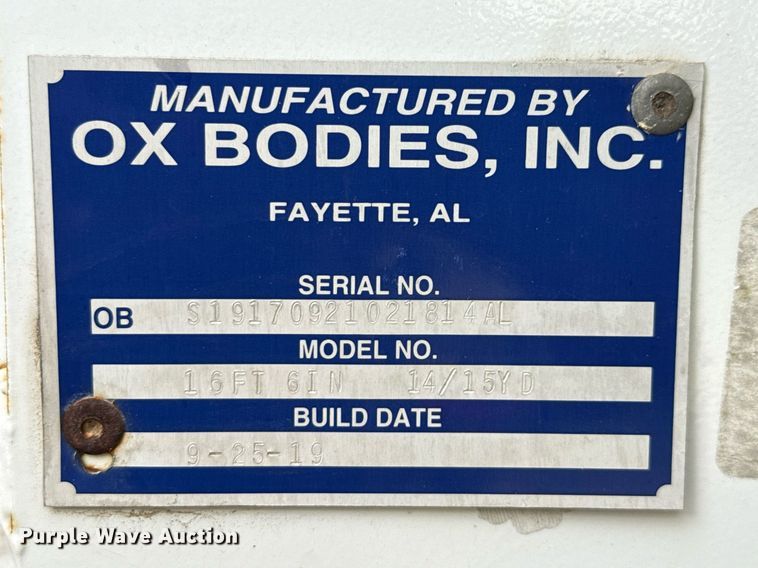 MANUFACTURED BY
OX BODIES, INC.
FAYETTE, AL
SERIAL NO.
OB S19170921021814AL
MODEL NO.
16FT 6IN 14/15YD
BUILD DATE
9-25-19
Purple Wave Auction